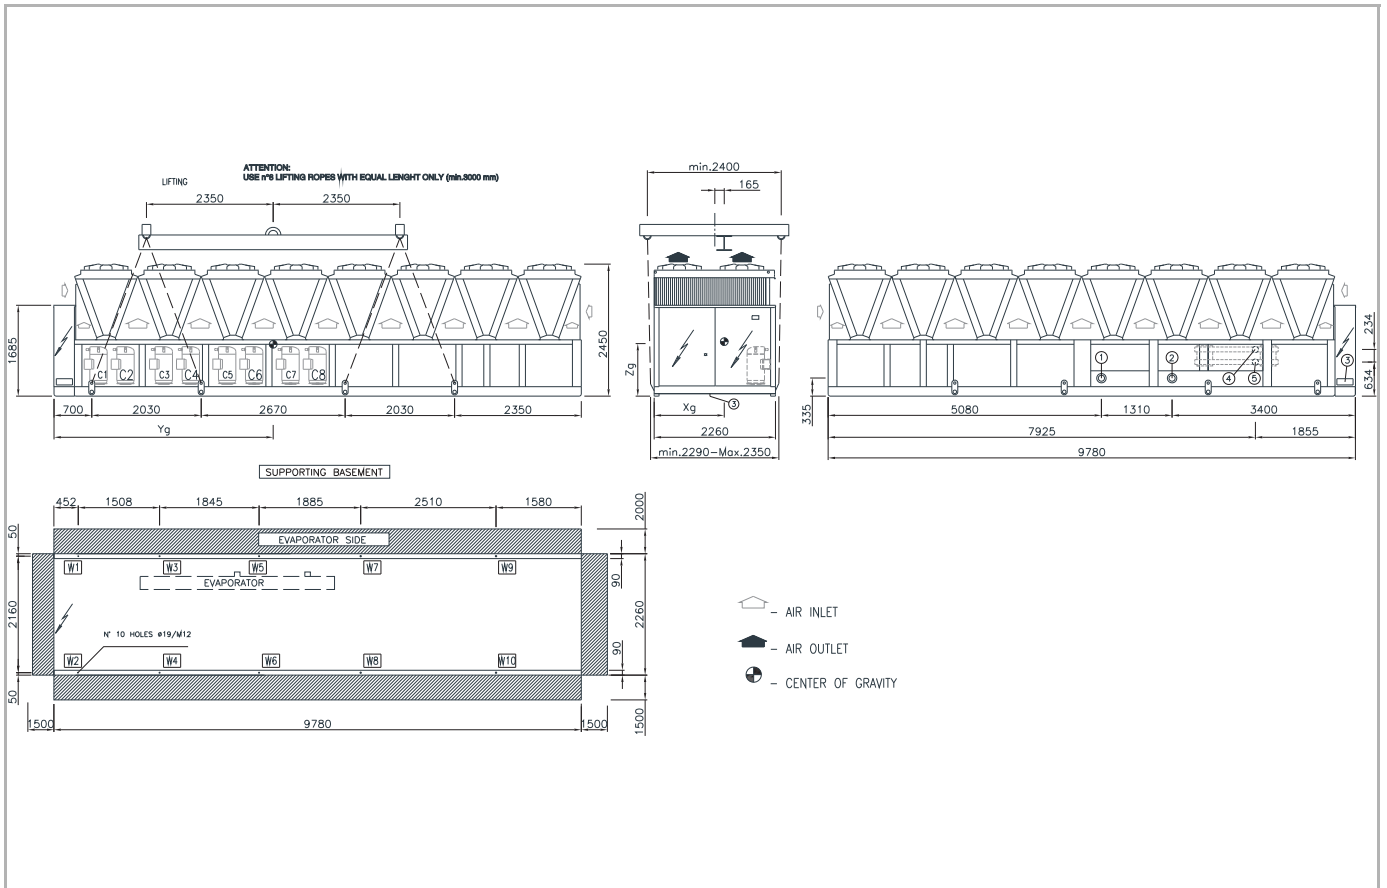 ATTENTION:
USE n°6 LIFTING ROPES WITH EQUAL LENGHT ONLY (min.3000 mm)
LIFTING
2350 2350
1685
2450
C1 C2 C3 C4 C5 C6 C7 C8
700 2030 2670 2030 2350
Yg
min.2400
165
Zg
Xg
3
2260
min.2290-Max.2350
1 2 3 4 5
234
634
335
5080 1310 3400
7925 1855
9780
SUPPORTING BASEMENT
452 1508 1845 1885 2510 1580
2000
50
EVAPORATOR SIDE
W1 W3 W5 W7 W9
EVAPORATOR
90
2160
2260
N° 10 HOLES ø19/M12
90
W2 W4 W6 W8 W10
50
1500 9780 1500
1500
- AIR INLET
- AIR OUTLET
- CENTER OF GRAVITY